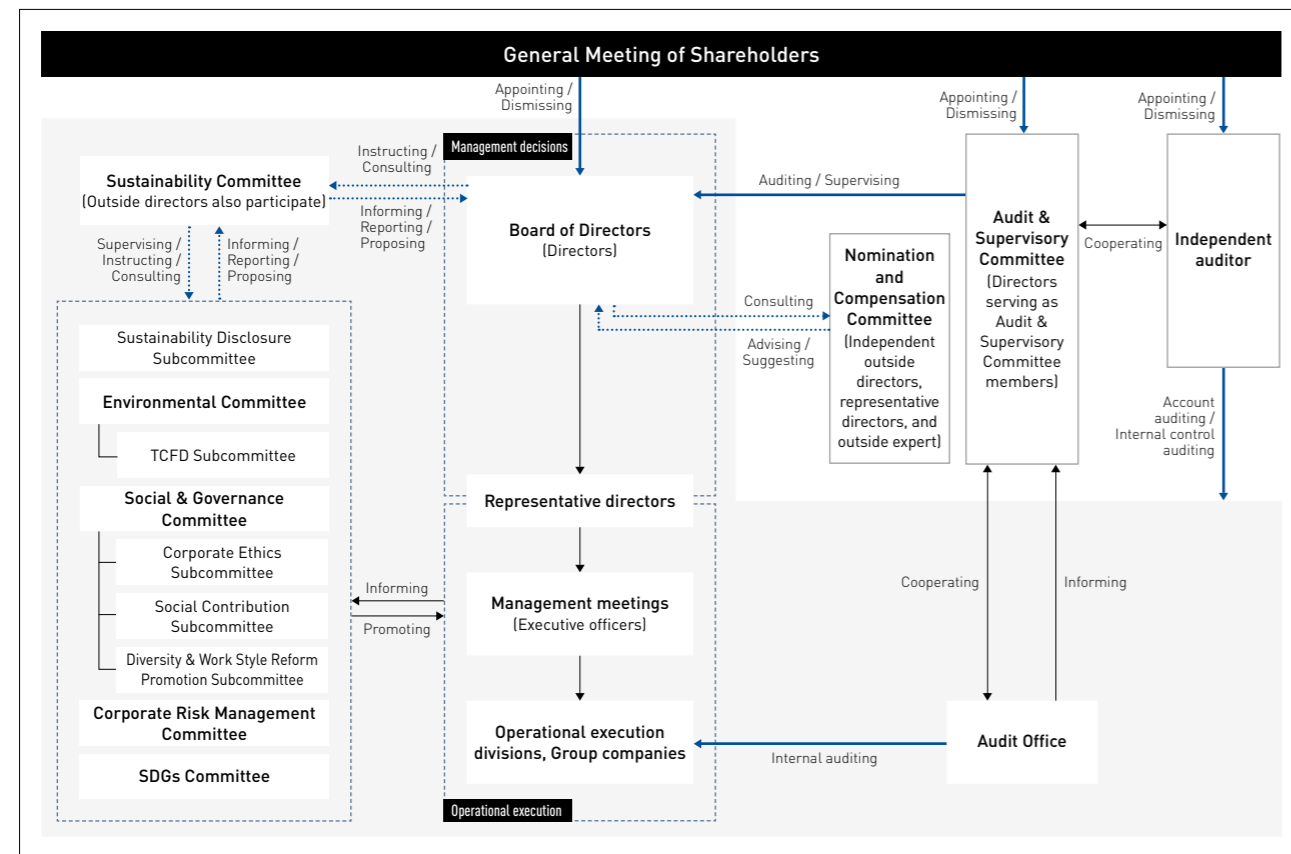 General Meeting of Shareholders
Appointing /
Dismissing
Appointing /
Dismissing
Appointing /
Dismissing
Management decisions
Instructing /
Consulting
Sustainability Committee
(Outside directors also participate)
Informing /
Reporting /
Proposing
Supervising /
Instructing /
Consulting
Informing /
Reporting /
Proposing
Board of Directors
(Directors)
Auditing / Supervising
Audit &
Supervisory
Committee
(Directors
serving as
Audit &
Supervisory
Committee
members)
Cooperating
Independent
auditor
Nomination
and
Compensation
Committee
(Independent
outside
directors,
representative
directors, and
outside expert)
Consulting
Advising /
Suggesting
Account
auditing /
Internal control
auditing
Sustainability Disclosure
Subcommittee
Environmental Committee
TCFD Subcommittee
Social & Governance
Committee
Corporate Ethics
Subcommittee
Social Contribution
Subcommittee
Diversity & Work Style Reform
Promotion Subcommittee
Corporate Risk Management
Committee
SDGs Committee
Informing
Promoting
Representative directors
Management meetings
(Executive officers)
Operational execution
divisions, Group companies
Operational execution
Cooperating
Informing
Internal auditing
Audit Office